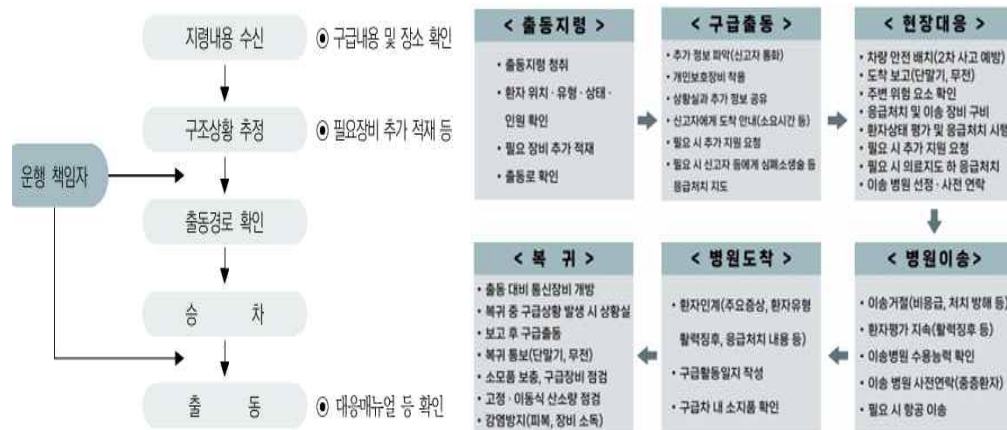 지령내용 수신
◉ 구급내용 및 장소 확인
구조상황 추정
◉ 필요장비 추가 적재 등
운행 책임자
출동경로 확인
승 차
출 동
◉ 대응매뉴얼 등 확인
< 출동지령 >
• 출동지령 청취
• 환자 위치 · 유형 · 상태 ·
인원 확인
• 필요 장비 추가 적재
• 출동로 확인
< 구급출동 >
• 추가 정보 파악(신고자 통화)
• 개인보호장비 착용
• 상황실과 추가 정보 공유
• 신고자에게 도착 안내(소요시간 등)
• 필요 시 추가 지원 요청
• 필요 시 신고자 등에게 심폐소생술 등
응급처치 지도
< 현장대응 >
• 차량 안전 배치(2차 사고 예방)
• 도착 보고(단말기, 무전)
• 주변 위험 요소 확인
• 응급처치 및 이송 장비 구비
• 환자상태 평가 및 응급처치 시행
• 필요 시 추가 지원 요청
• 필요 시 의료지도 하 응급처치
• 이송 병원 선정 · 사전 연락
< 병원이송>
• 이송거절(비응급, 처치 방해 등)
• 환자평가 지속(활력징후 등)
• 이송병원 수용능력 확인
• 이송 병원 사전연락(중증환자)
• 필요 시 항공 이송
< 병원도착 >
• 환자인계(주요증상, 환자유형
활력징후, 응급처치 내용 등)
• 구급활동일지 작성
• 구급차 내 소지품 확인
< 복 귀 >
• 출동 대비 통신장비 개방
• 복귀 중 구급상황 발생 시 상황실
• 보고 후 구급출동
• 복귀 통보(단말기, 무전)
• 소모품 보충, 구급장비 점검
• 고정 · 이동식 산소량 점검
• 감염방지(피복, 장비 소독)